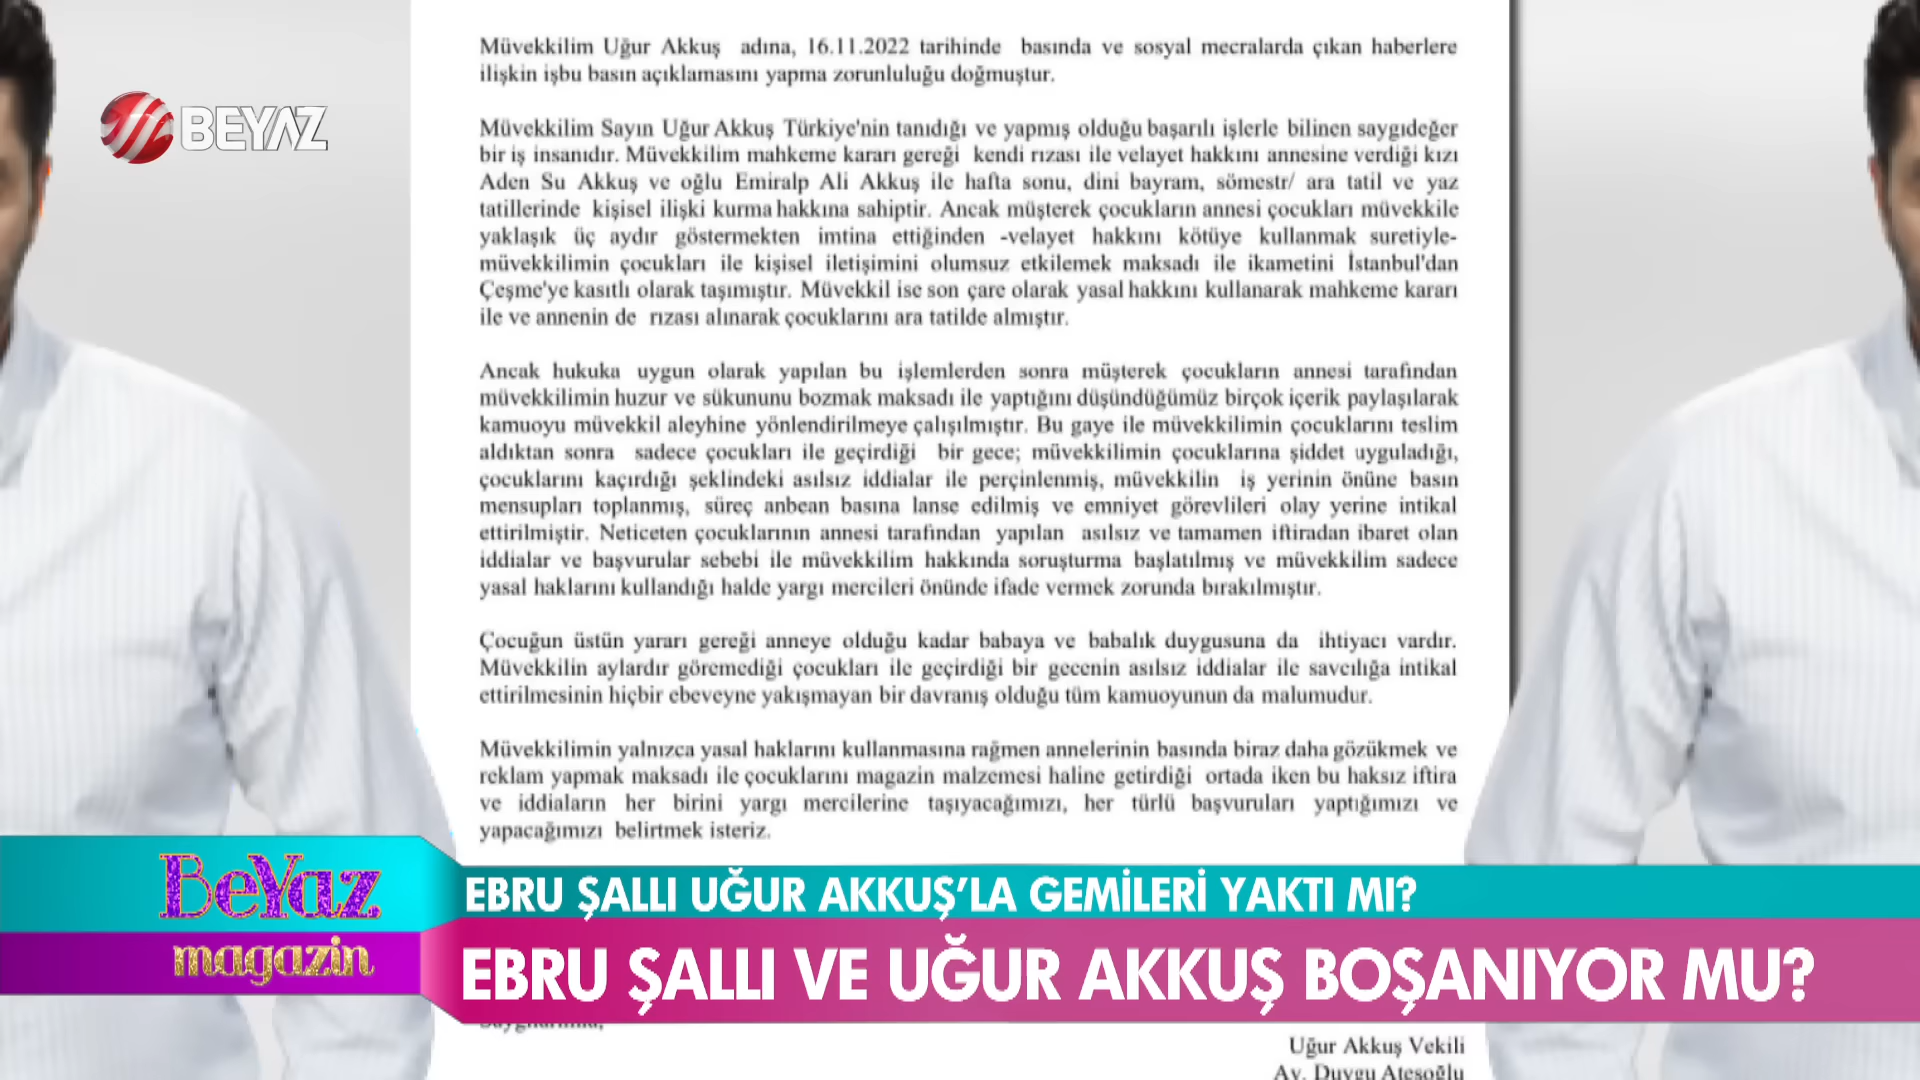 Müvekkilim Uğur Akkuş adına, 16.11.2022 tarihinde basında ve sosyal mecralarda çıkan haberlere
ilişkin işbu basın açıklamasını yapma zorunluluğu doğmuştur.
BEYAZ
Müvekkilim Sayın Uğur Akkuş Türkiye'nin tanıdığı ve yapmış olduğu başarılı işlerle bilinen saygıdeğer
bir iş insanıdır. Müvekkilim mahkeme kararı gereği kendi rızası ile velayet hakkını annesine verdiği kızı
Aden Su Akkuş ve oğlu Emiralp Ali Akkuş ile hafta sonu, dini bayram, sömestr/ ara tatil ve yaz
tatillerinde kişisel ilişki kurma hakkına sahiptir. Ancak müşterek çocukların annesi çocukları müvekkile
yaklaşık üç aydır göstermekten imtina ettiğinden -velayet hakkını kötüye kullanmak suretiyle-
müvekkilimin çocukları ile kişisel iletişimini olumsuz etkilemek maksadı ile ikametini İstanbul'dan
Çeşme'ye kasıtlı olarak taşımıştır. Müvekkil ise son çare olarak yasal hakkını kullanarak mahkeme kararı
ile ve annenin de rızası alınarak çocuklarını ara tatilde almıştır.
Ancak hukuka uygun olarak yapılan bu işlemlerden sonra müşterek çocukların annesi tarafından
müvekkilimin huzur ve sükununu bozmak maksadı ile yaptığını düşündüğümüz birçok içerik paylaşılarak
kamuoyu müvekkil aleyhine yönlendirilmeye çalışılmıştır. Bu gaye ile müvekkilimin çocuklarını teslim
aldıktan sonra sadece çocukları ile geçirdiği bir gece; müvekkilimin çocuklarına şiddet uyguladığı,
çocuklarını kaçırdığı şeklindeki asılsız iddialar ile perçinlenmiş, müvekkilin iş yerinin önüne basın
mensupları toplanmış, süreç anbean basına lanse edilmiş ve emniyet görevlileri olay yerine intikal
ettirilmiştir. Neticeten çocuklarının annesi tarafından yapılan asılsız ve tamamen iftiradan ibaret olan
iddialar ve başvurular sebebi ile müvekkilim hakkında soruşturma başlatılmış ve müvekkilim sadece
yasal haklarını kullandığı halde yargı mercileri önünde ifade vermek zorunda bırakılmıştır.
Çocuğun üstün yararı gereği anneye olduğu kadar babaya ve babalık duygusuna da ihtiyacı vardır.
Müvekkilin aylardır göremediği çocukları ile geçirdiği bir gecenin asılsız iddialar ile savcılığa intikal
ettirilmesinin hiçbir ebeveyne yakışmayan bir davranış olduğu tüm kamuoyunun da malumudur.
Müvekkilimin yalnızca yasal haklarını kullanmasına rağmen annelerinin basında biraz daha gözükmek ve
reklam yapmak maksadı ile çocuklarını magazin malzemesi haline getirdiği ortada iken bu haksız iftira
ve iddiaların her birini yargı mercilerine taşıyacağımızı, her türlü başvuruları yaptığımızı ve
yapacağımızı belirtmek isteriz.
BeYaz
magazin
EBRU ŞALLI UĞUR AKKUŞ'LA GEMİLERİ YAKTI MI?
EBRU ŞALLI VE UĞUR AKKUŞ BOŞANIYOR MU?
Uğur Akkuş Vekili
Av. Duygu Ateşoğlu